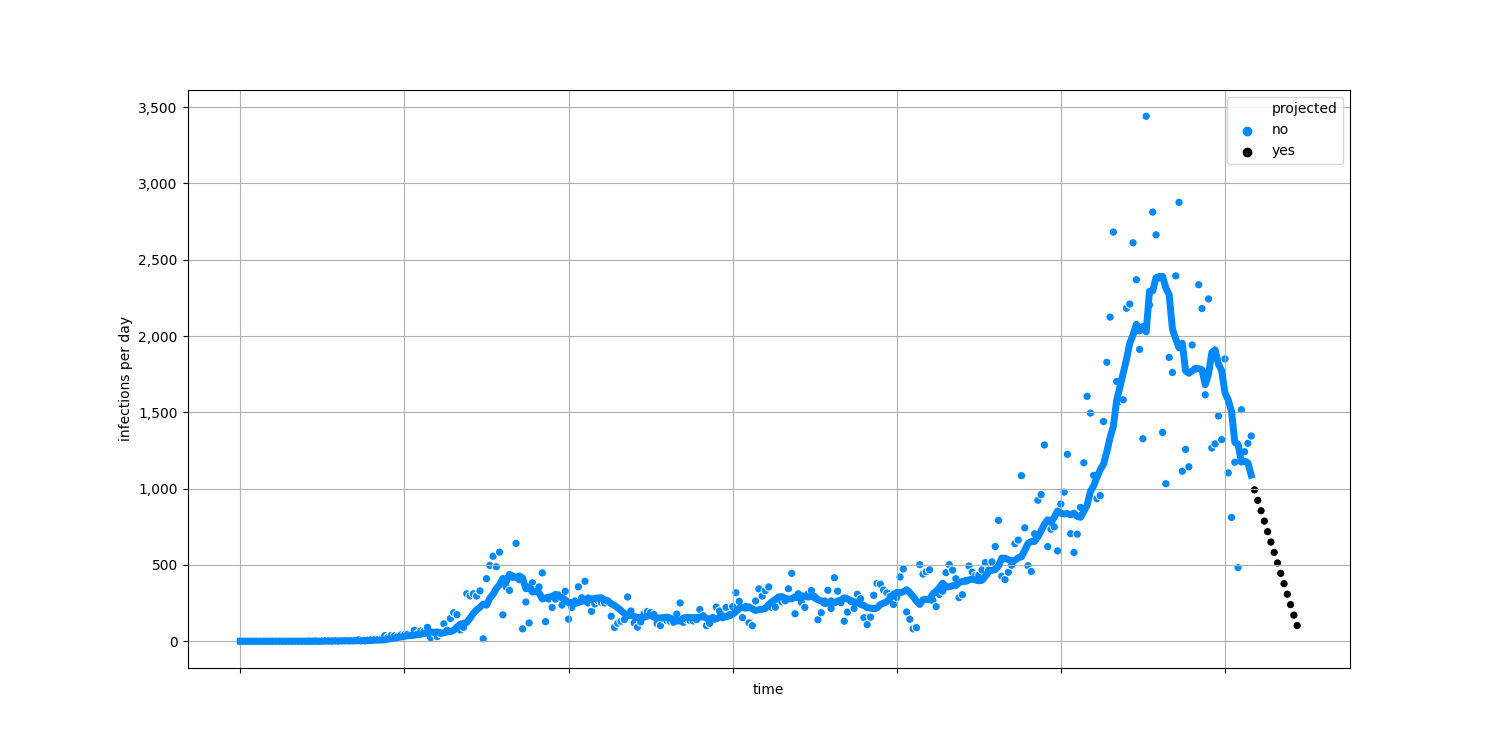 3,500
3,000
2,500
2,000
1,500
1,000
500
0
infections per day
time
projected
no
yes